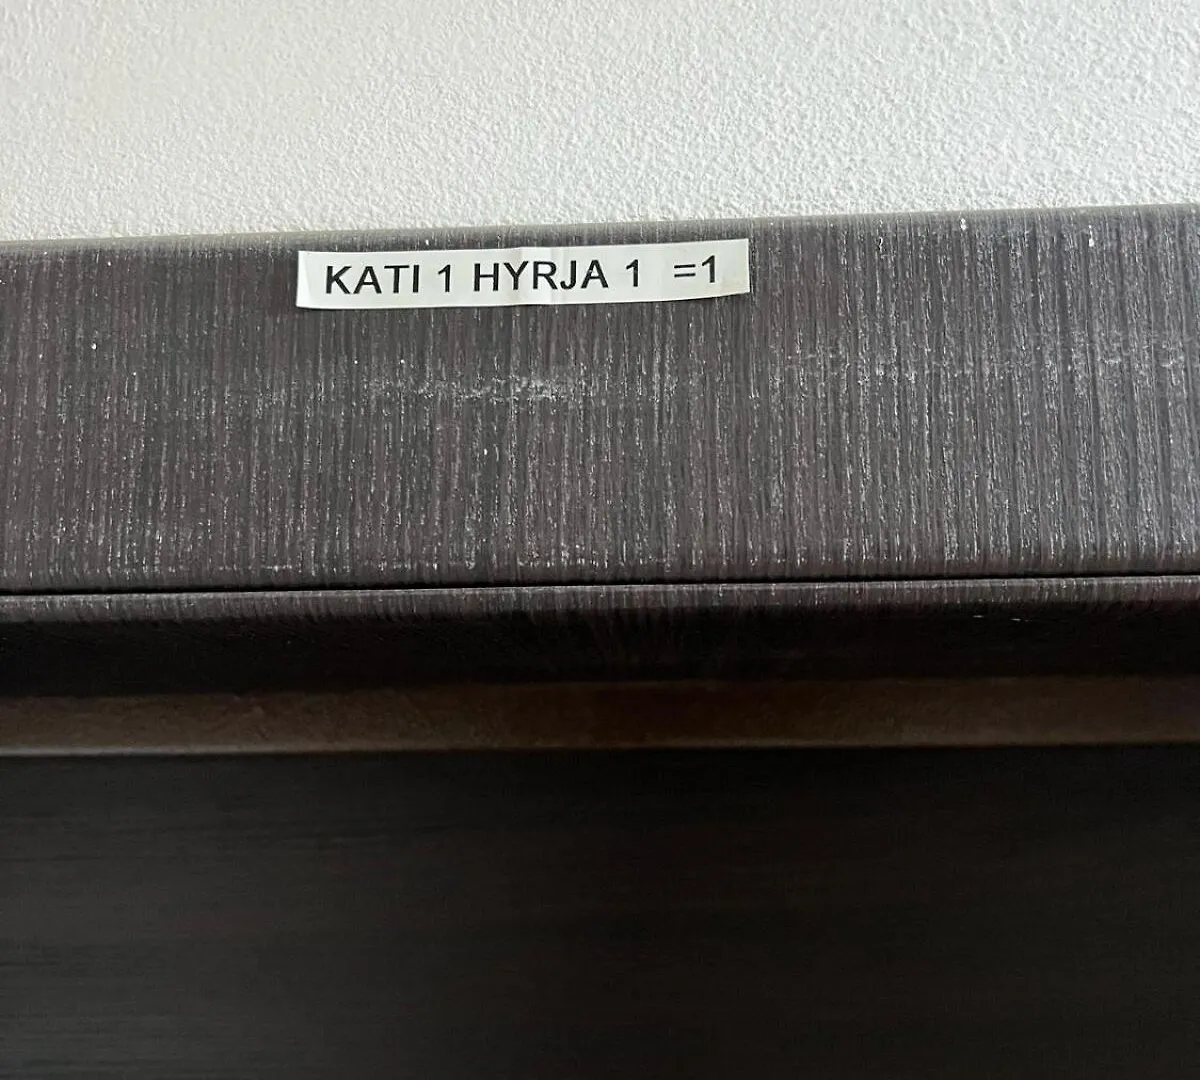 KATI 1 HYRJA 1 =1